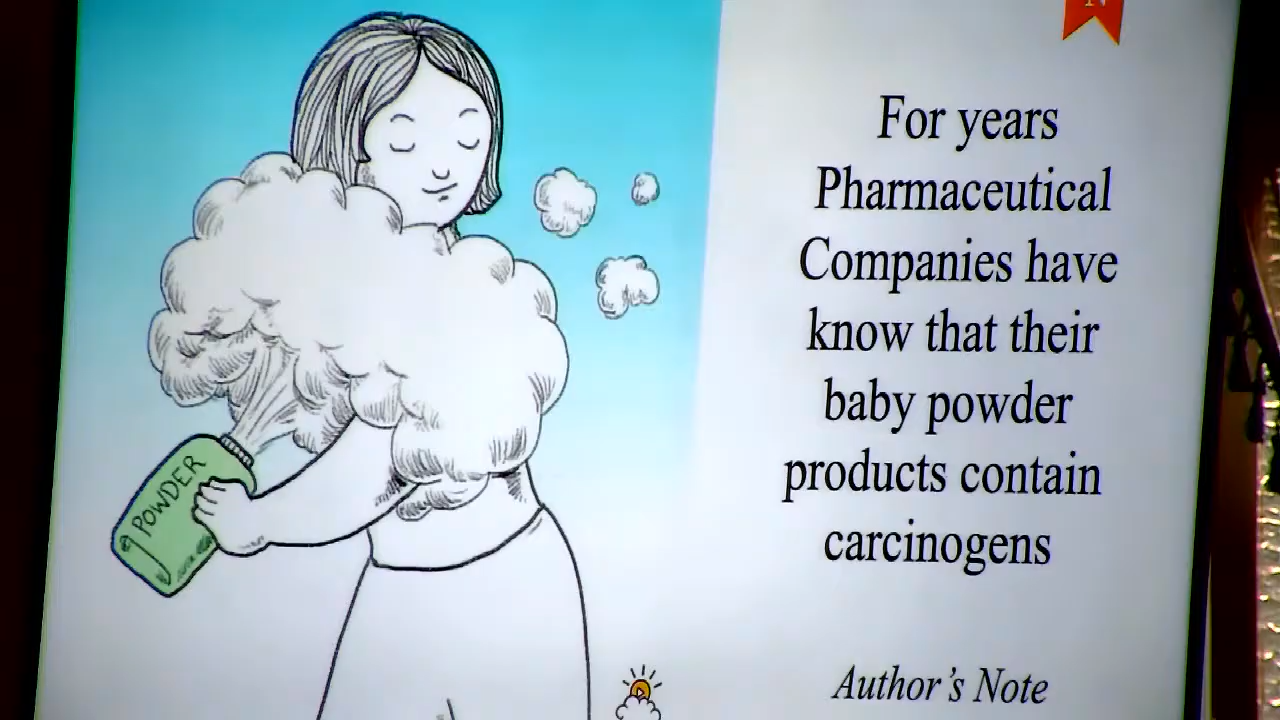 N
For years
Pharmaceutical
Companies have
know that their
baby powder
products contain
carcinogens
Author's Note
POWDER